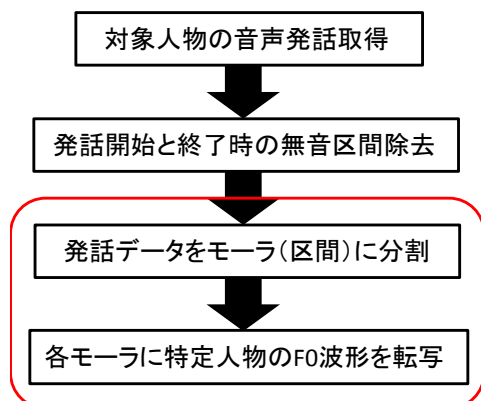 対象人物の音声発話取得
発話開始と終了時の無音区間除去
発話データをモーラ(区間)に分割
各モーラに特定人物のF0波形を転写